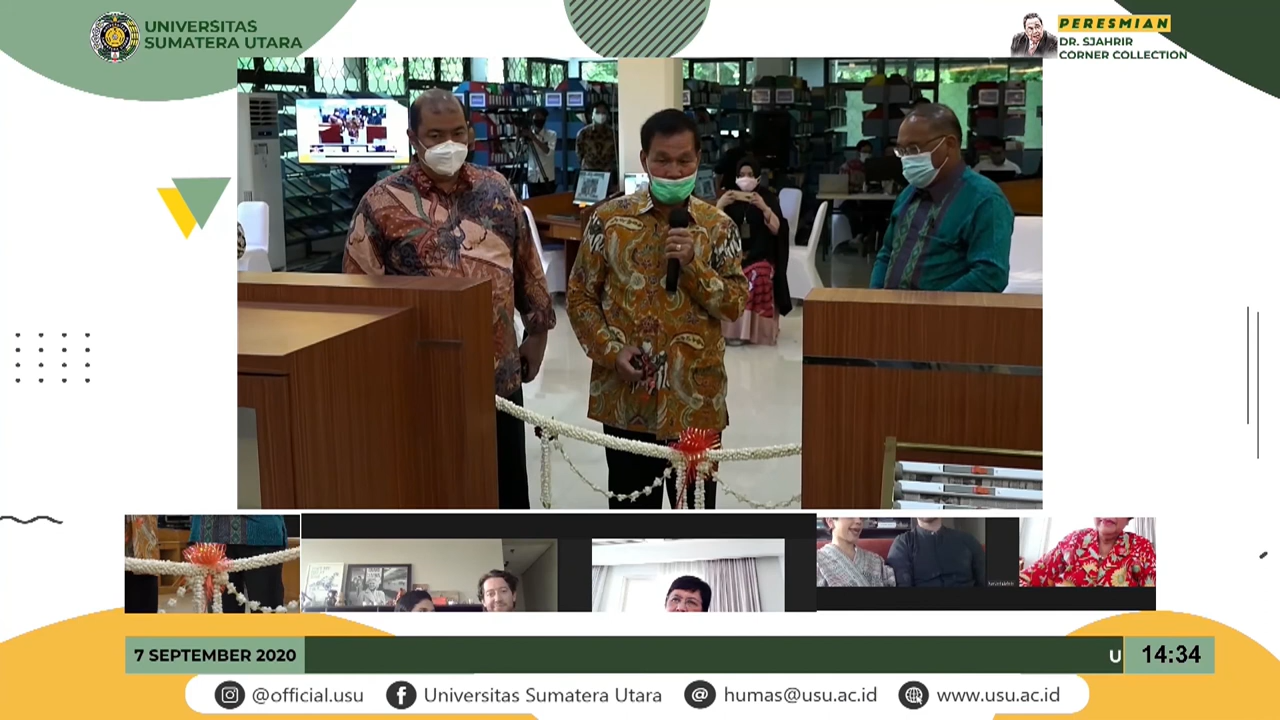 UNIVERSITAS
SUMATERA UTARA
PERESMIAN
DR. SJAHRIR
CORNER COLLECTION
7 SEPTEMBER 2020
U
14:34
@official.usu
Universitas Sumatera Utara
humas@usu.ac.id
www.usu.ac.id